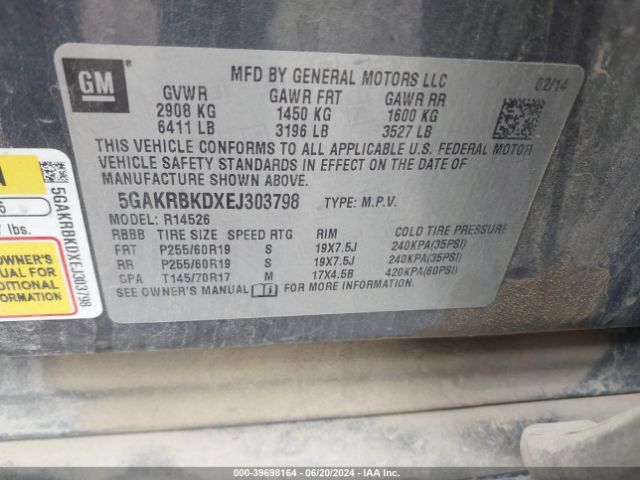 GM
MFD BY GENERAL MOTORS LLC 02/14
GVWR GAWR FRT GAWR RR
2908 KG 1450 KG 1600 KG
6411 LB 3196 LB 3527 LB
THIS VEHICLE CONFORMS TO ALL APPLICABLE U.S. FEDERAL MOTOR
VEHICLE SAFETY STANDARDS IN EFFECT ON THE DATE OF
MANUFACTURE SHOWN ABOVE.
5GAKRBKDXEJ303798 TYPE: M.P.V.
MODEL: R14526
RBBB TIRE SIZE SPEED RTG RIM COLD TIRE PRESSURE
FRT P255/60R19 S 19X7.5J 240KPA(35PSI)
RR P255/60R19 S 19X7.5J 240KPA(35PSI)
SPA T145/70R17 M 17X4.5B 420KPA(60PSI)
SEE OWNER'S MANUAL FOR MORE INFORMATION.
lbs.
OWNER'S
MANUAL FOR
ADDITIONAL
INFORMATION
5GAKRBKDXEJ303798
000-39698164 - 06/20/2024 - IAA Inc.